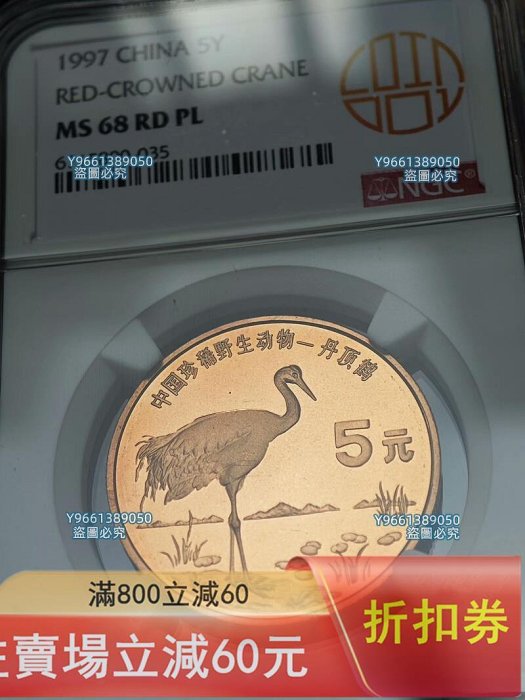 1997 CHINA 5Y
RED-CROWNED CRANE
MS 68 RD PL
COIN
Y9661389050
盜圖必究
Y9661389050
盜圖必究
NGC
中国珍稀野生动物—丹顶鹤
5元
Y9661389050
盜圖必究
Y9661389050
盜圖必究
滿800立減60
賣場立減60元
折扣券